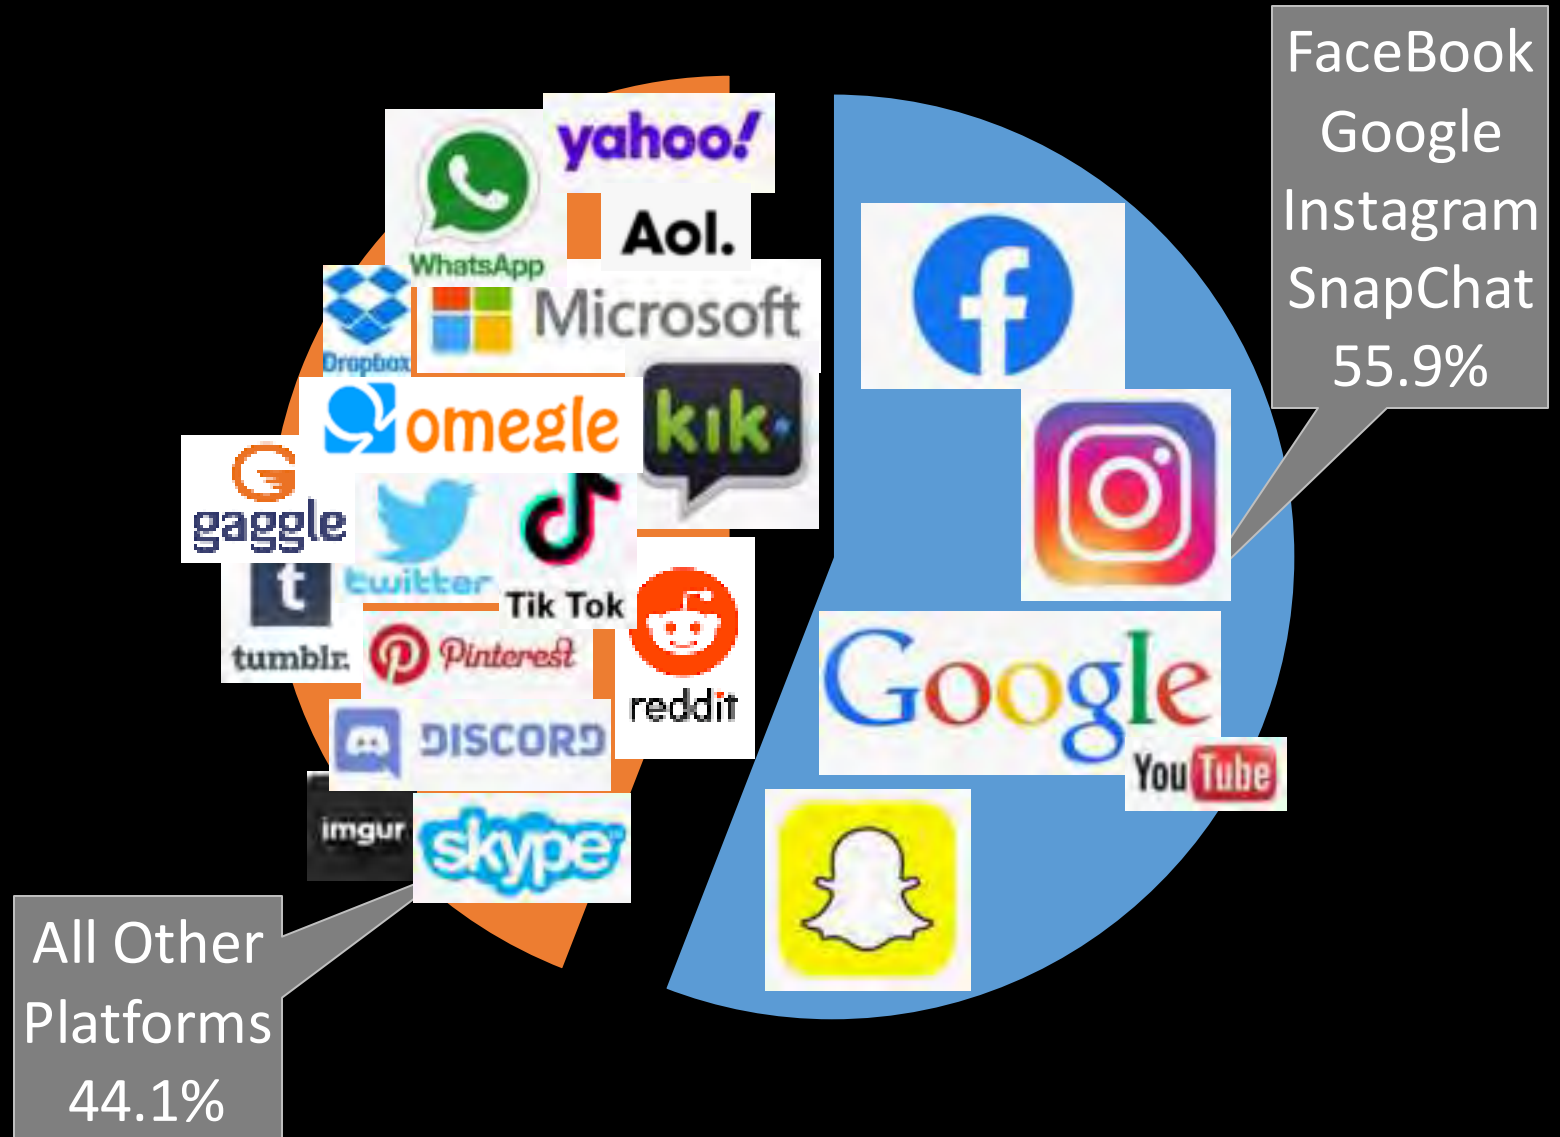 FaceBook
Google
Instagram
SnapChat
55.9%
yahoo!
WhatsApp
Aol.
Microsoft
Dropbox
omegle
kik
gaggle
twitter
Tik Tok
tumblr.
Pinterest
reddit
DISCORD
imgur
skype
f
Google
YouTube
t
All Other
Platforms
44.1%